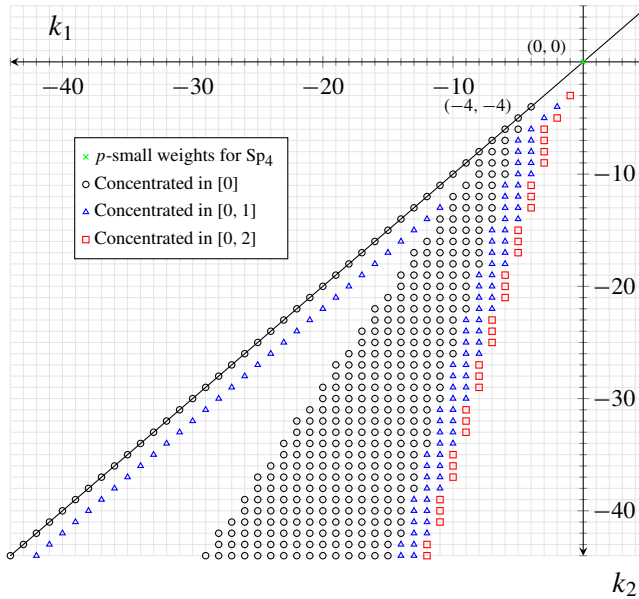 k₁
(0, 0)
−40 −30 −20 −10
(−4, −4)
p-small weights for Sp₄
Concentrated in [0]
Concentrated in [0, 1]
Concentrated in [0, 2]
−10
−20
−30
−40
k₂